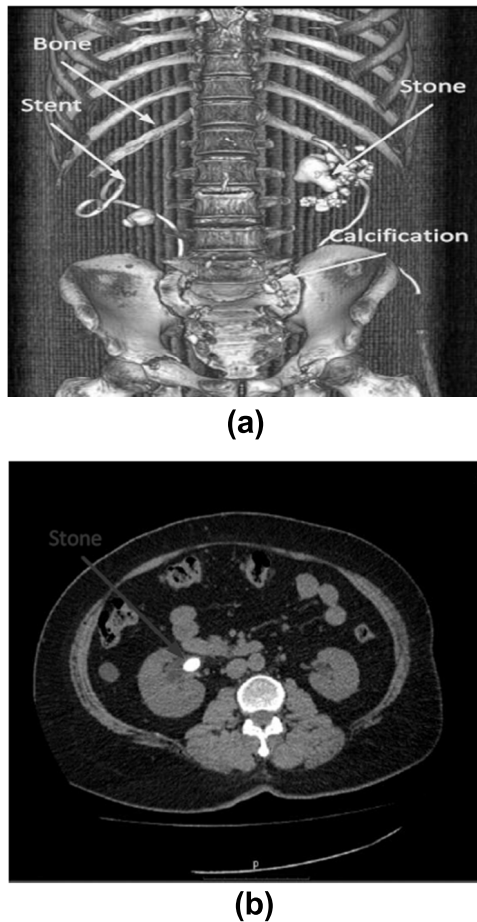 Bone
Stent
Stone
Calcification
(a)
Stone
P
(b)